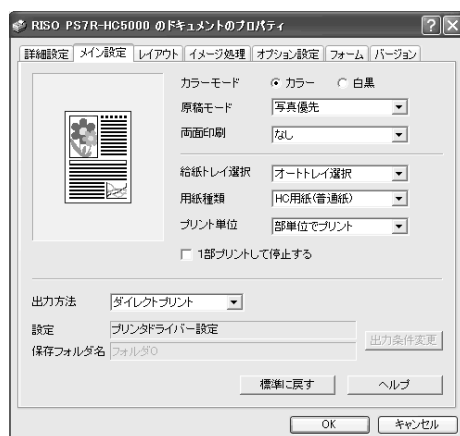 RISO PS7R-HC5000 のドキュメントのプロパティ
詳細設定 メイン設定 レイアウト イメージ処理 オプション設定 フォーム バージョン
カラーモード カラー 白黒
原稿モード 写真優先
両面印刷 なし
給紙トレイ選択 オートトレイ選択
用紙種類 HC用紙(普通紙)
プリント単位 部単位でプリント
1部プリントして停止する
出力方法 ダイレクトプリント
設定 プリンタドライバー設定
保存フォルダ名 フォルダ0
出力条件変更
標準に戻す ヘルプ
OK キャンセル